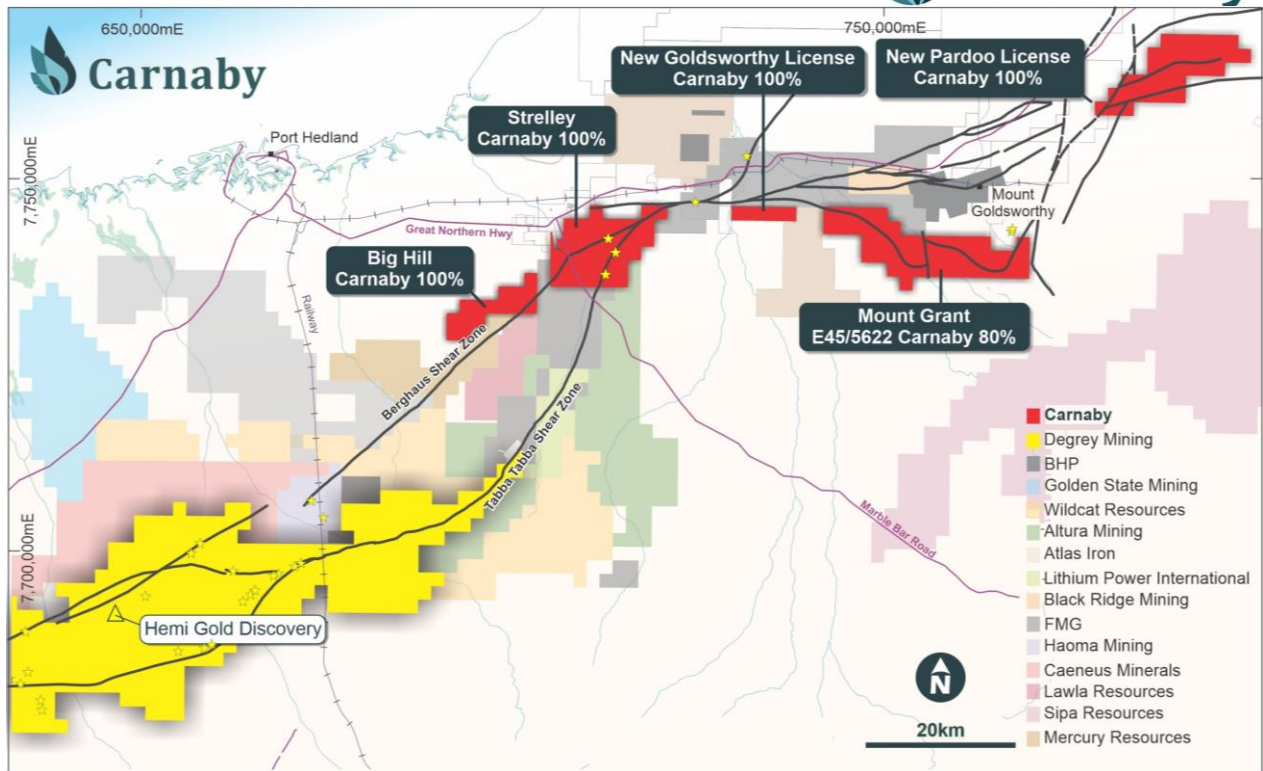 650,000mE
750,000mE
Carnaby
New Goldsworthy License
Carnaby 100%
New Pardoo License
Carnaby 100%
Strelley
Carnaby 100%
Port Hedland
7,750,000mE
Mount
Goldsworthy
Great Northern Hwy
Big Hill
Carnaby 100%
Railway
Mount Grant
E45/5622 Carnaby 80%
Berghaus Shear Zone
Tabba Tabba Shear Zone
Marble Bar Road
7,700,000mE
Hemi Gold Discovery
Carnaby
Degrey Mining
BHP
Golden State Mining
Wildcat Resources
Altura Mining
Atlas Iron
Lithium Power International
Black Ridge Mining
FMG
Haoma Mining
Caeneus Minerals
Lawla Resources
Sipa Resources
Mercury Resources
N
20km